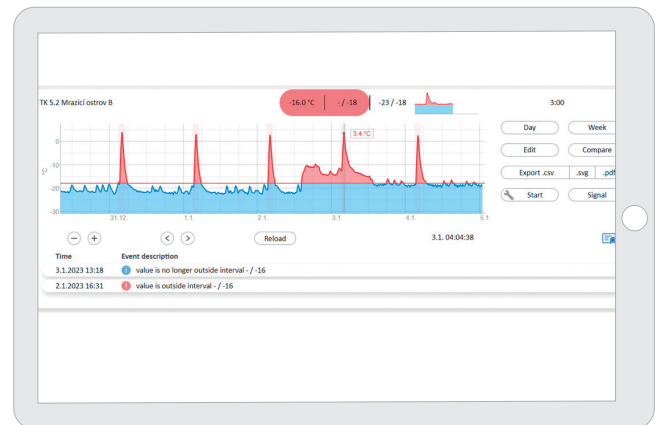 TK 5.2 Mrazicí ostrov B
-16.0 °C
- / -18
-23 / -18
3:00
Day
Week
Edit
Compare
Export .csv
.svg
.pdf
Start
Signal
°C
0
-10
-20
-30
3.4 °C
31.12.
1.1.
2.1.
3.1.
4.1.
5.1
Reload
3.1. 04:04:38
Time Event description
3.1.2023 13:18 value is no longer outside interval - / -16
2.1.2023 16:31 value is outside interval - / -16